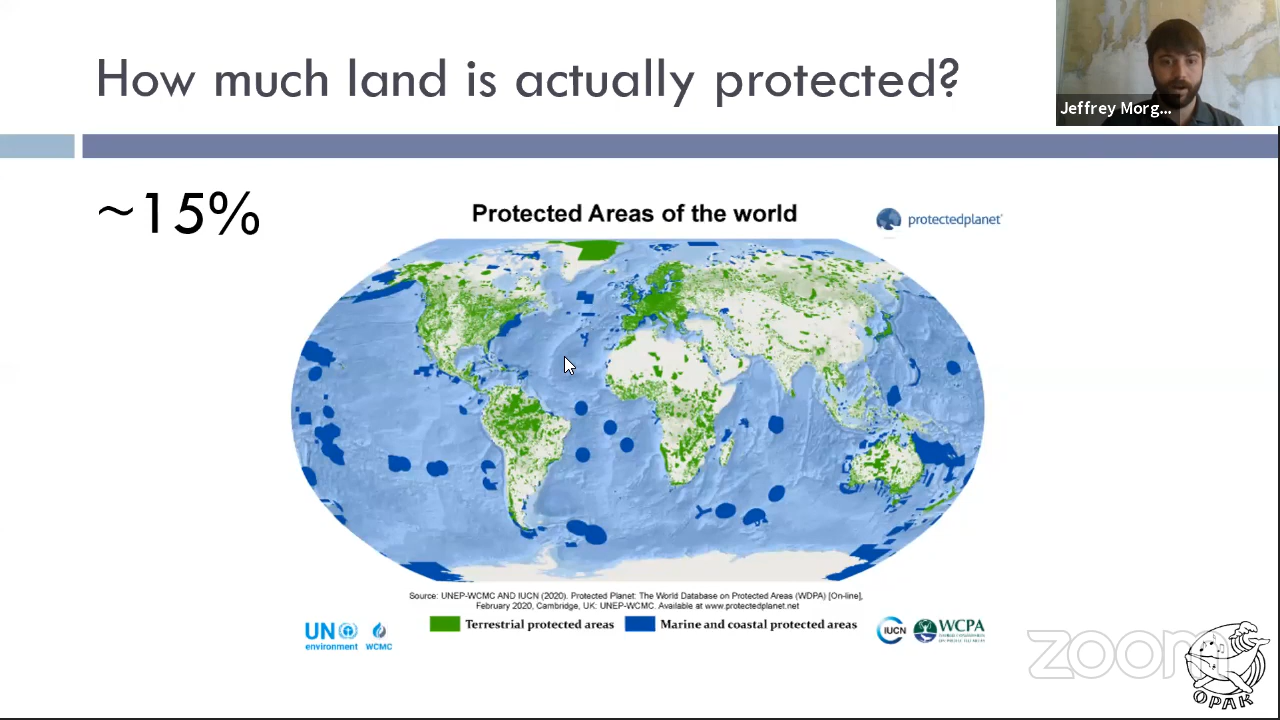 How much land is actually protected?
Jeffrey Morg...
~15%
Protected Areas of the world
protectedplanet
Source: UNEP-WCMC AND IUCN (2020). Protected Planet: The World Database on Protected Areas (WDPA) [On-line],
February 2020, Cambridge, UK: UNEP-WCMC. Available at www.protectedplanet.net
Terrestrial protected areas
Marine and coastal protected areas
UN
environment
WCMC
IUCN
WCPA
zoom
OPAK